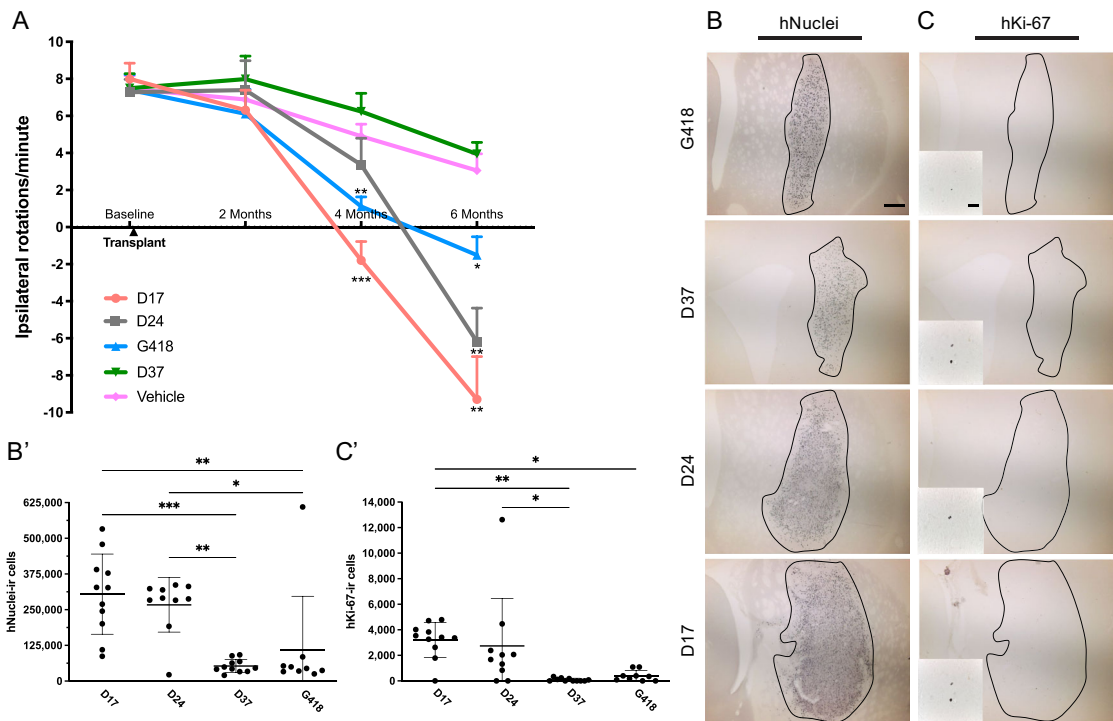 A
Ipsilateral rotations/minute
10
8
6
4
2
0
-2
-4
-6
-8
-10
Baseline
2 Months
4 Months
6 Months
Transplant
**
***
*
**
**
D17
D24
G418
D37
Vehicle
B
hNuclei
C
hKi-67
G418
D37
D24
D17
B’
hNuclei-ir cells
625,000
500,000
375,000
250,000
125,000
0
**
*
***
**
D17
D24
D37
G418
C’
hKi-67-ir cells
14,000
12,000
10,000
8,000
6,000
4,000
2,000
0
*
**
*
D17
D24
D37
G418